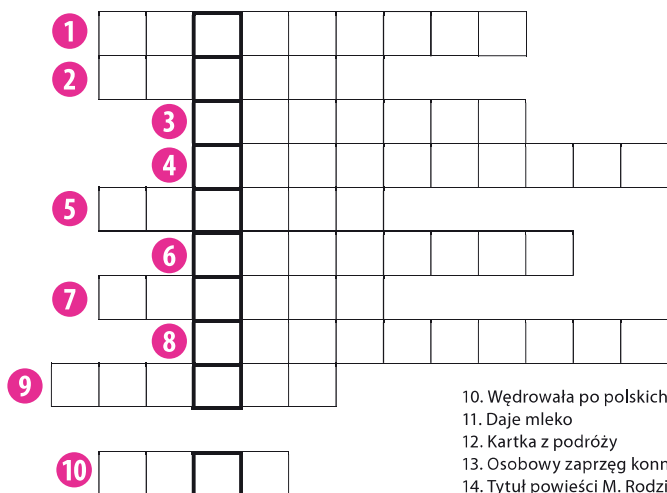 1
2
3
4
5
6
7
8
9
10
10. Wędrowała po polskich
11. Daje mleko
12. Kartka z podróży
13. Osobowy zaprzęg konn
14. Tytuł powieści M. Rodzi